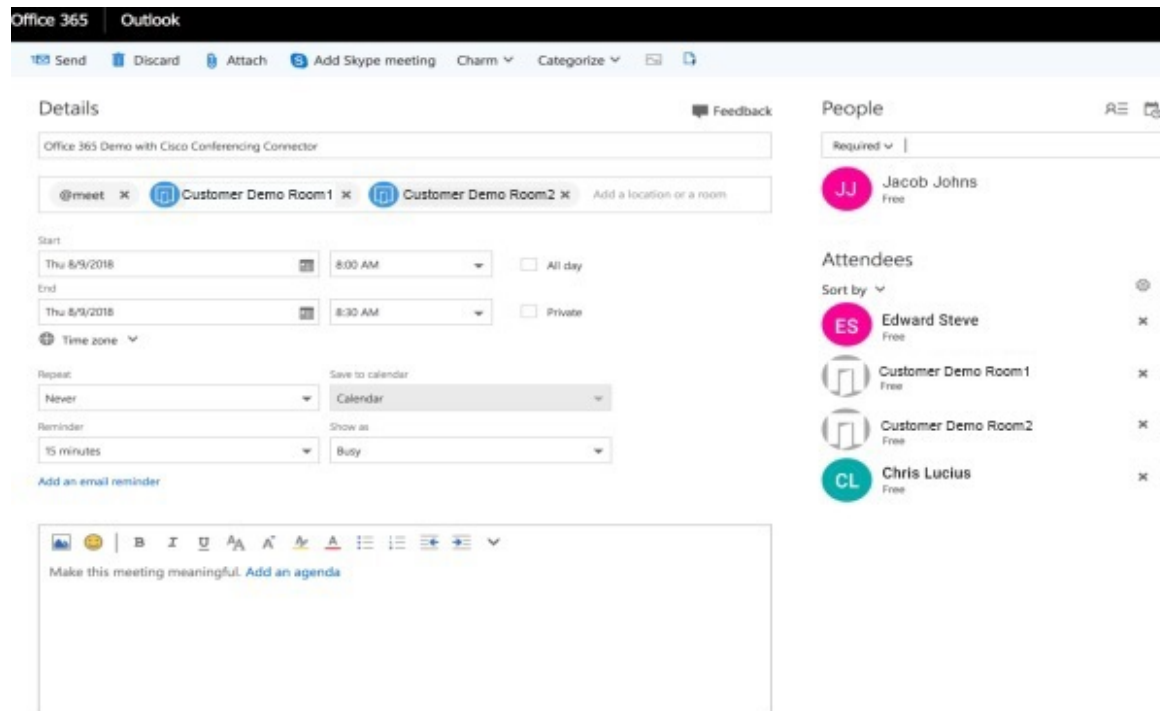 Office 365 Outlook
Send Discard Attach Add Skype meeting Charm Categorize
Details
Feedback
Office 365 Demo with Cisco Conferencing Connector
@meet Customer Demo Room1 Customer Demo Room2 Add a location or a room
Start
Thu 8/9/2018 8:00 AM All day
End
Thu 8/9/2018 8:30 AM Private
Time zone
Repeat Save to calendar
Never Calendar
Reminder Show as
15 minutes Busy
Add an email reminder
B I U A A A A
Make this meeting meaningful. Add an agenda
People
Required
JJ Jacob Johns
Free
Attendees
Sort by
ES Edward Steve
Free
Customer Demo Room1
Free
Customer Demo Room2
Free
CL Chris Lucius
Free